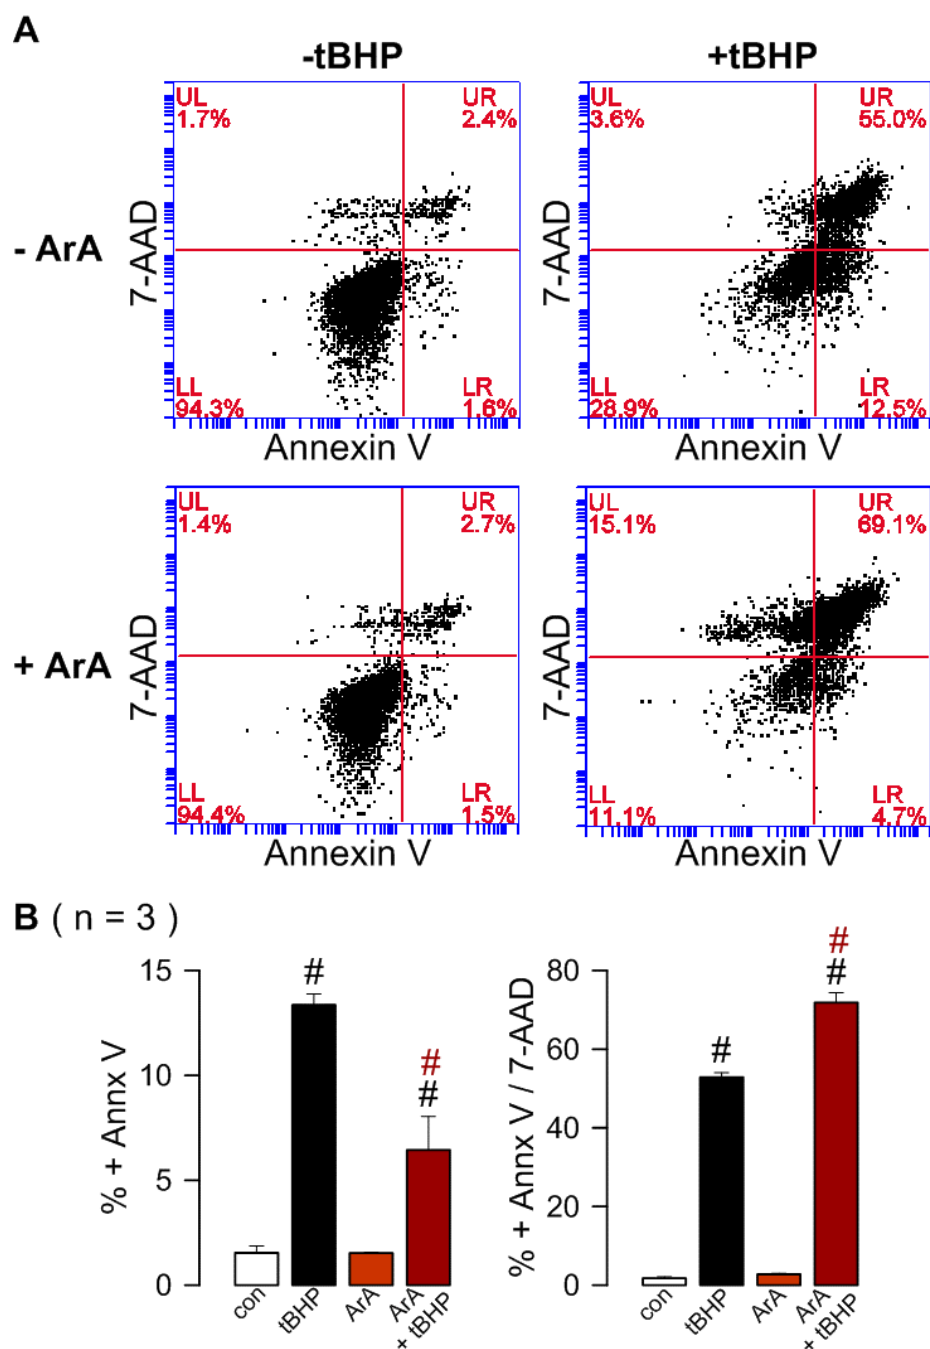 A
-tBHP +tBHP
UL UR
1.7% 2.4%
UL UR
3.6% 55.0%
- ArA
7-AAD
7-AAD
LL LR
94.3% 1.6%
LL LR
28.9% 12.5%
Annexin V
Annexin V
UL UR
1.4% 2.7%
UL UR
15.1% 69.1%
+ ArA
7-AAD
7-AAD
LL LR
94.4% 1.5%
LL LR
11.1% 4.7%
Annexin V
Annexin V
B ( n = 3 )
% + Annx V
15
10
5
0
#
#
#
con
tBHP
ArA
ArA
+ tBHP
% + Annx V / 7-AAD
80
60
40
20
0
#
#
#
con
tBHP
ArA
ArA
+ tBHP